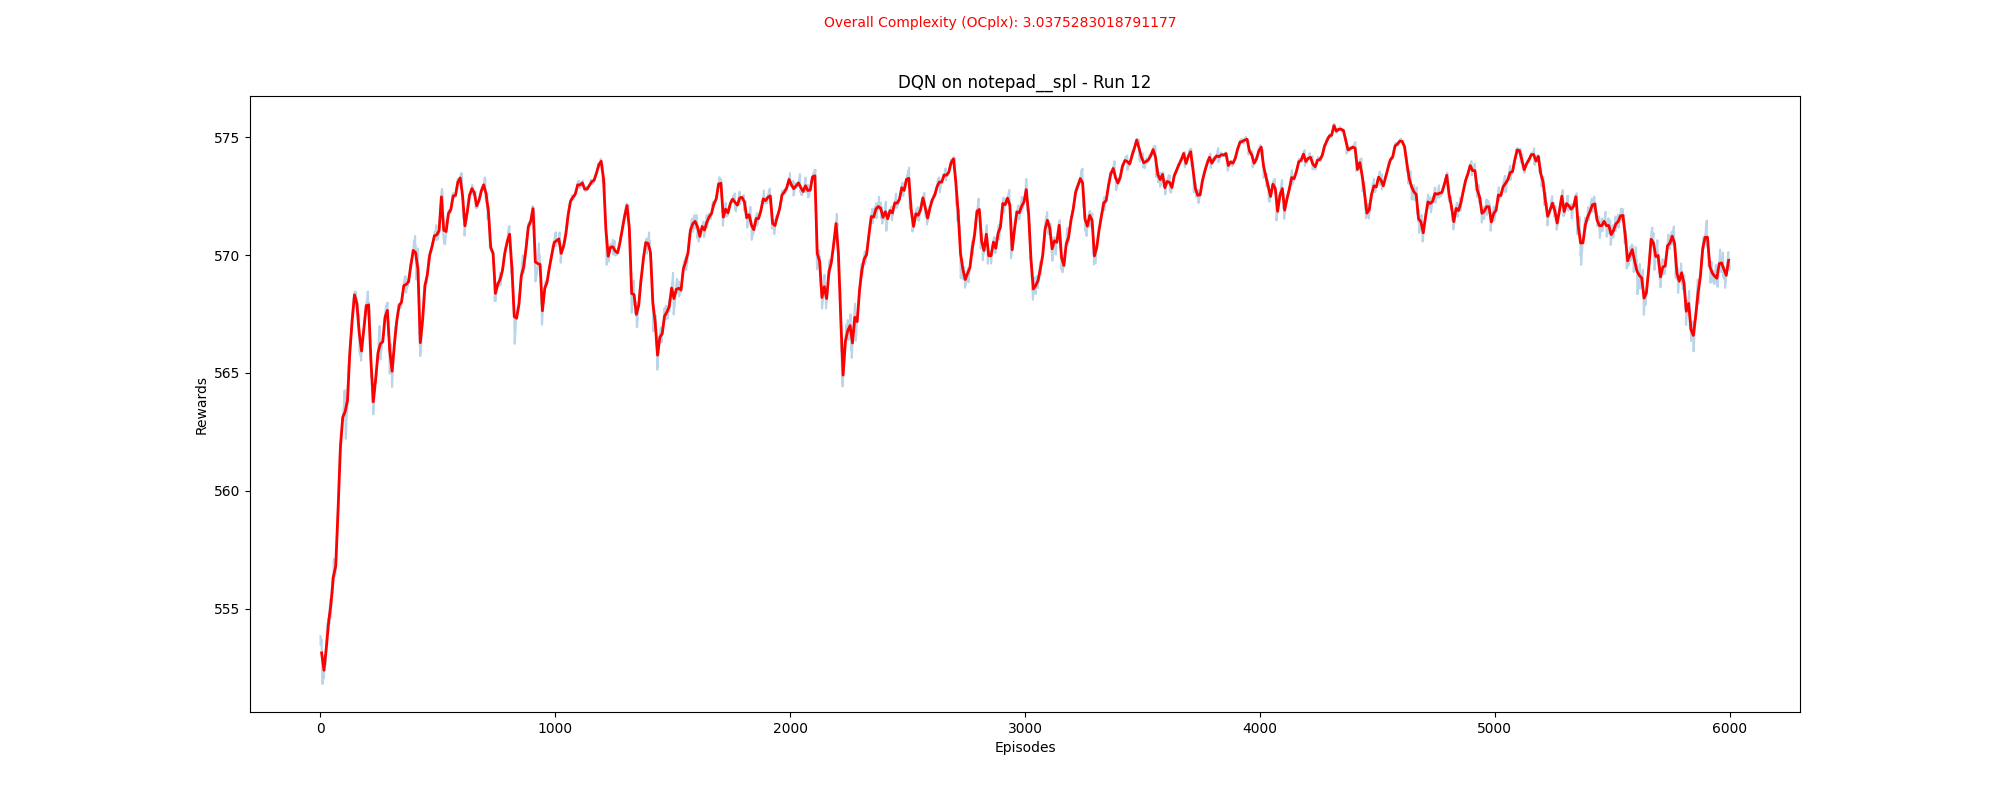 Overall Complexity (OCplx): 3.0375283018791177
DQN on notepad__spl - Run 12
575
570
565
560
555
Rewards
0 1000 2000 3000 4000 5000 6000
Episodes